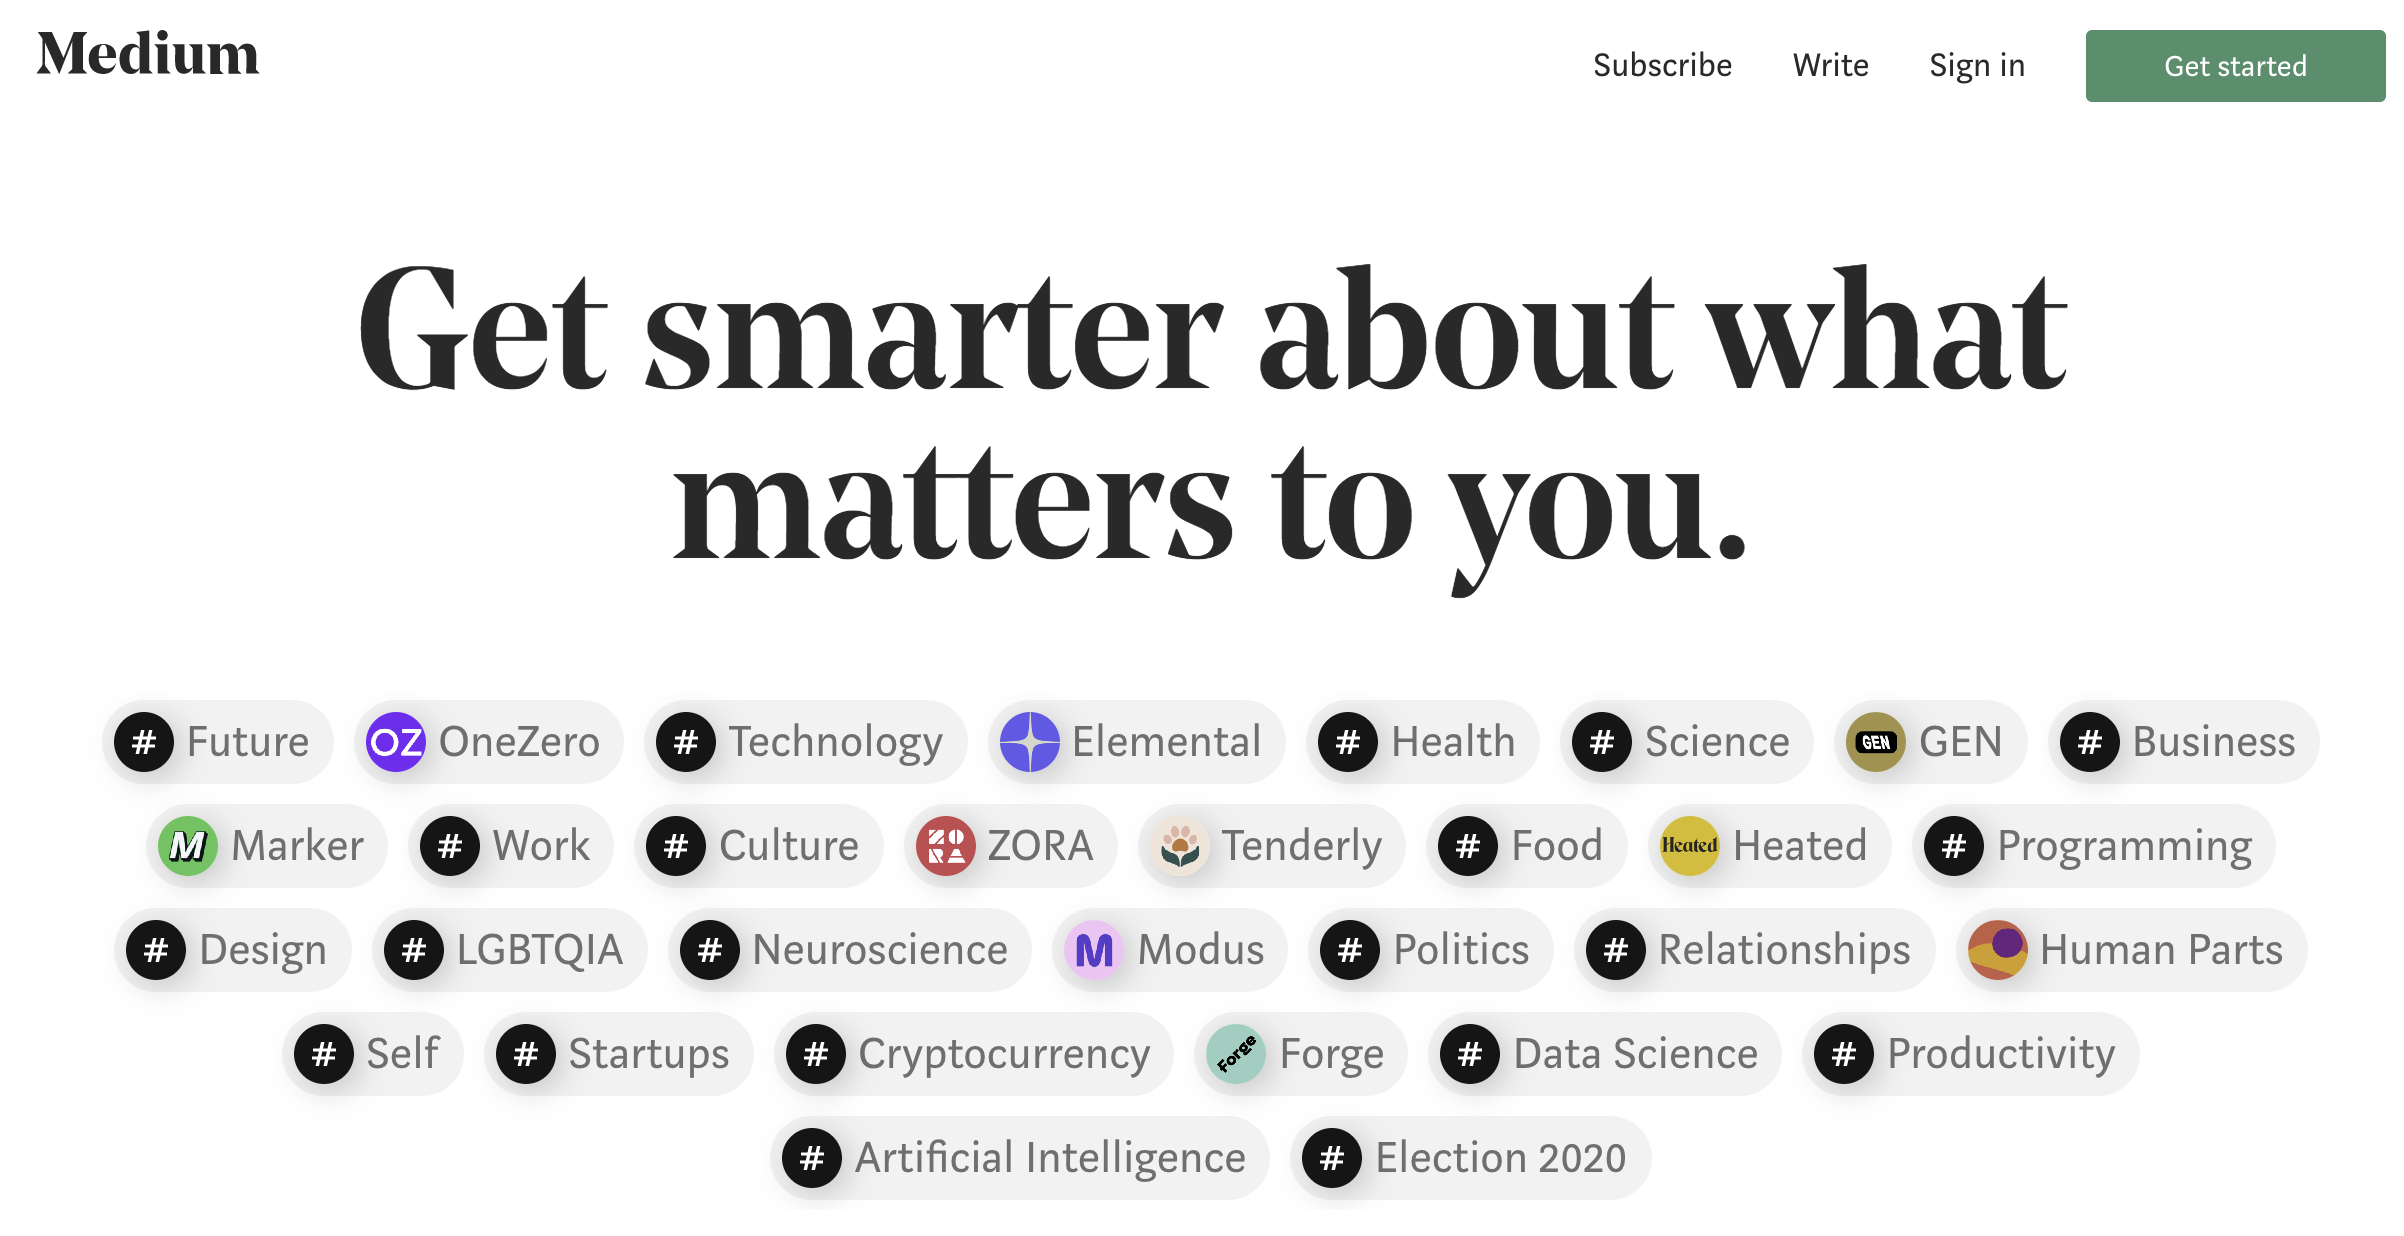 Medium
Subscribe Write Sign in Get started
Get smarter about what
matters to you.
# Future OZ OneZero # Technology Elemental # Health # Science GEN GEN # Business
M Marker # Work # Culture ZORA ZORA Tenderly # Food Heated Heated # Programming
# Design # LGBTQIA # Neuroscience M Modus # Politics # Relationships Human Parts
# Self # Startups # Cryptocurrency Forge Forge # Data Science # Productivity
# Artificial Intelligence # Election 2020